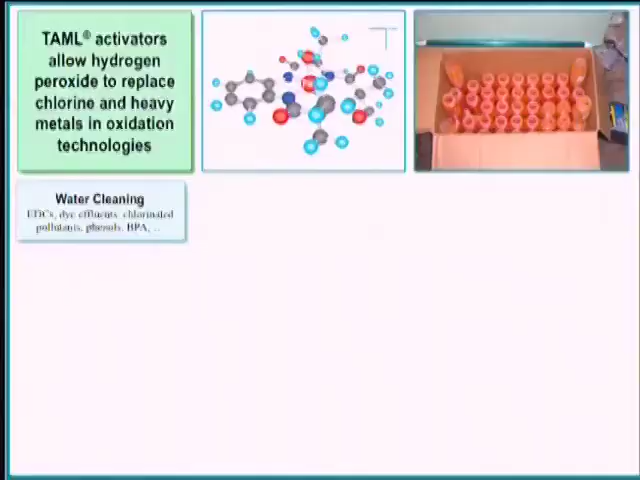 TAML® activators
allow hydrogen
peroxide to replace
chlorine and heavy
metals in oxidation
technologies
Water Cleaning
EDCs, dye effluents, chlorinated
pollutants, phenols, BPA, ...